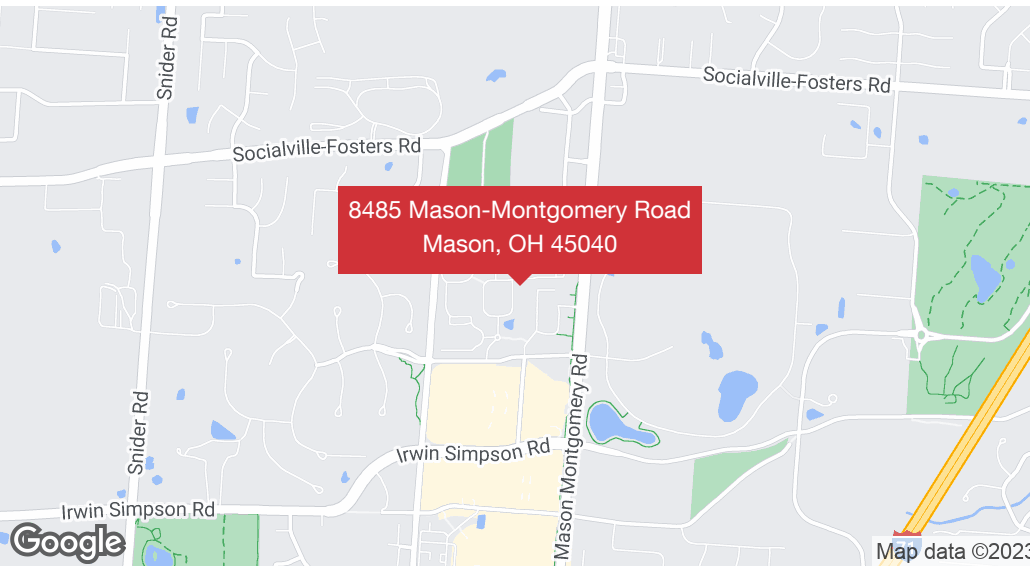 Snider Rd
Socialville-Fosters Rd
Socialville-Fosters Rd
8485 Mason-Montgomery Road
Mason, OH 45040
Mason Montgomery Rd
Snider Rd
Irwin Simpson Rd
Irwin Simpson Rd
71
Google
Map data ©2023